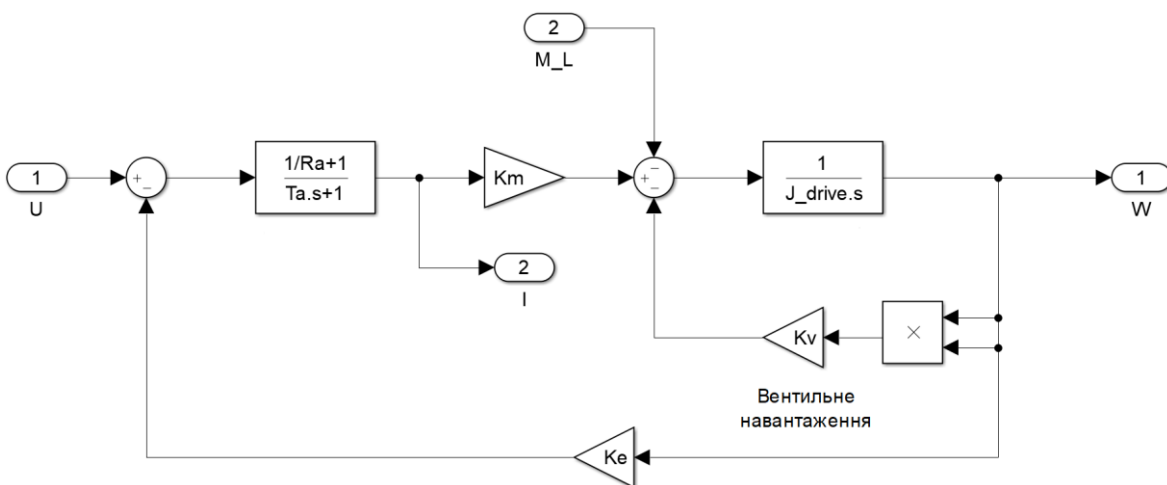 2
M_L
1
U
+
−
1/Ra+1
Ta.s+1
Km
−
+
−
1
J_drive.s
1
W
2
I
Kv
×
Вентильне
навантаження
Ke